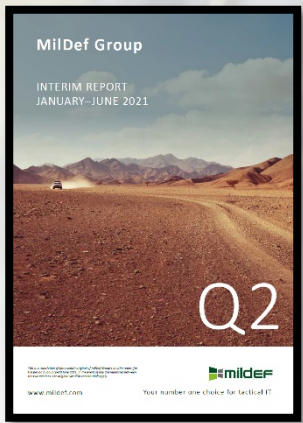 MilDef Group
INTERIM REPORT
JANUARY–JUNE 2021
Q2
mildef
www.mildef.com
Your number one choice for tactical IT